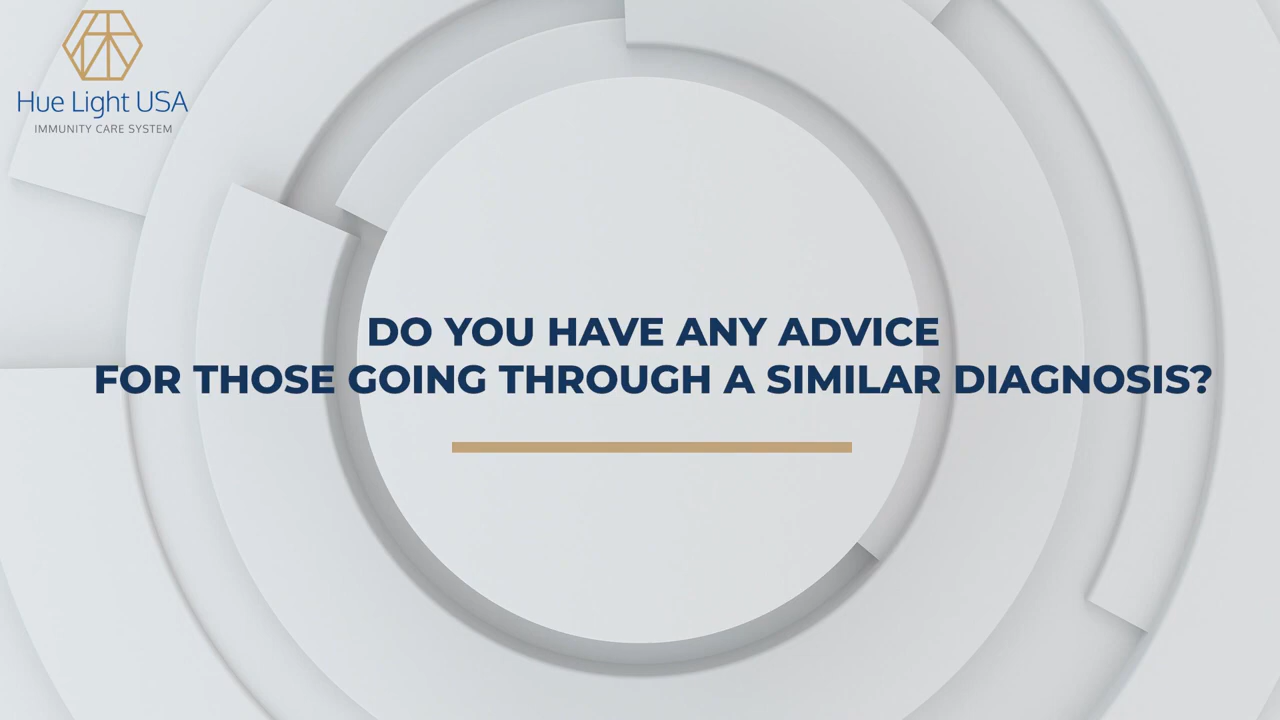 Hue Light USA
IMMUNITY CARE SYSTEM
DO YOU HAVE ANY ADVICE
FOR THOSE GOING THROUGH A SIMILAR DIAGNOSIS?